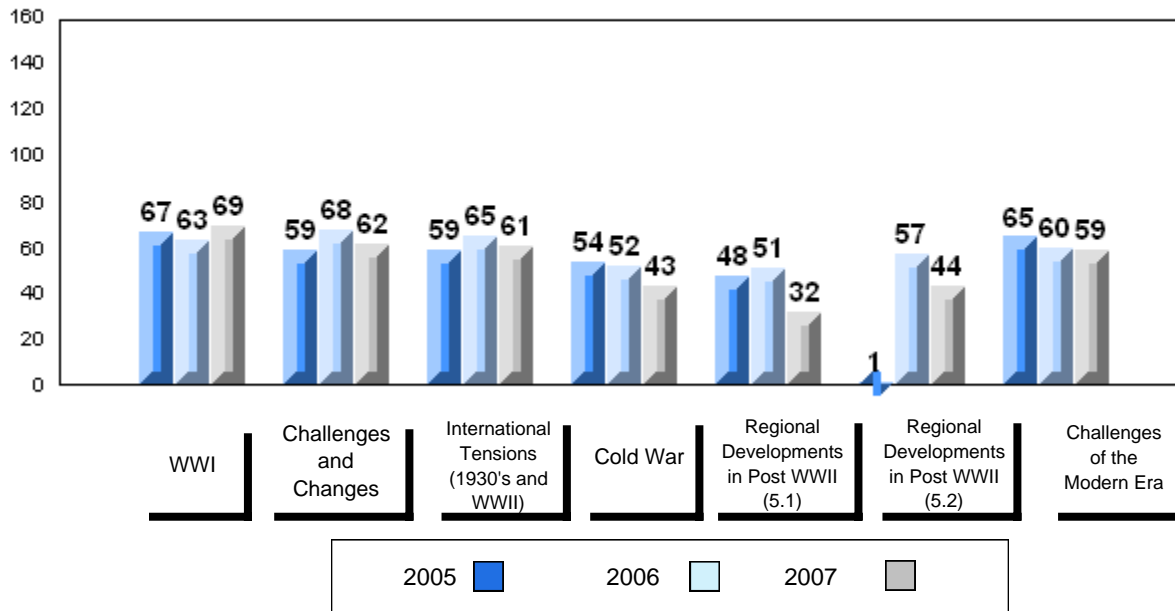 160
140
120
100
80
60
40
20
0
67 63 69
59 68 62
59 65 61
54 52 43
48 51 32
1 57 44
65 60 59
WWI
Challenges
and
Changes
International
Tensions
(1930's and
WWII)
Cold War
Regional
Developments
in Post WWII
(5.1)
Regional
Developments
in Post WWII
(5.2)
Challenges
of the
Modern Era
2005 2006 2007